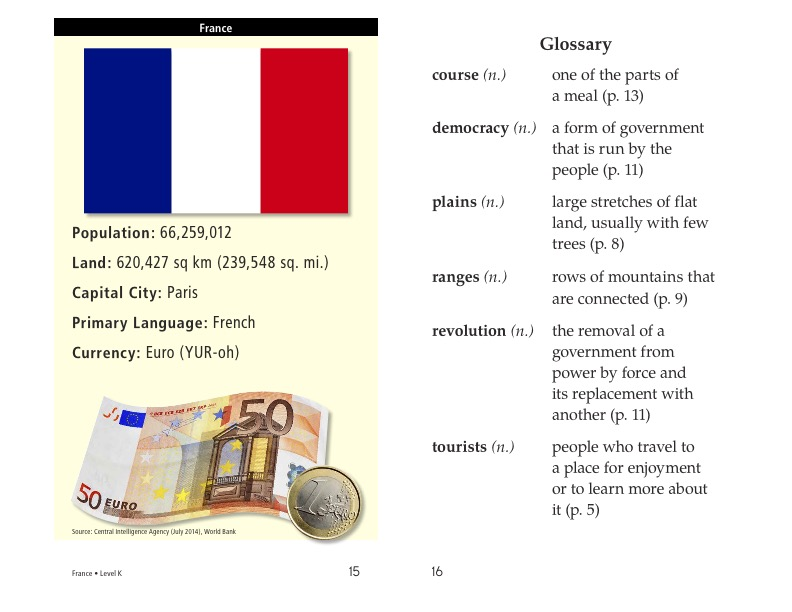 France
Population: 66,259,012
Land: 620,427 sq km (239,548 sq. mi.)
Capital City: Paris
Primary Language: French
Currency: Euro (YUR-oh)
50
50 EURO
1
Source: Central Intelligence Agency (July 2014), World Bank
France • Level K
15
Glossary
course (n.) one of the parts of
a meal (p. 13)
democracy (n.) a form of government
that is run by the
people (p. 11)
plains (n.) large stretches of flat
land, usually with few
trees (p. 8)
ranges (n.) rows of mountains that
are connected (p. 9)
revolution (n.) the removal of a
government from
power by force and
its replacement with
another (p. 11)
tourists (n.) people who travel to
a place for enjoyment
or to learn more about
it (p. 5)
16